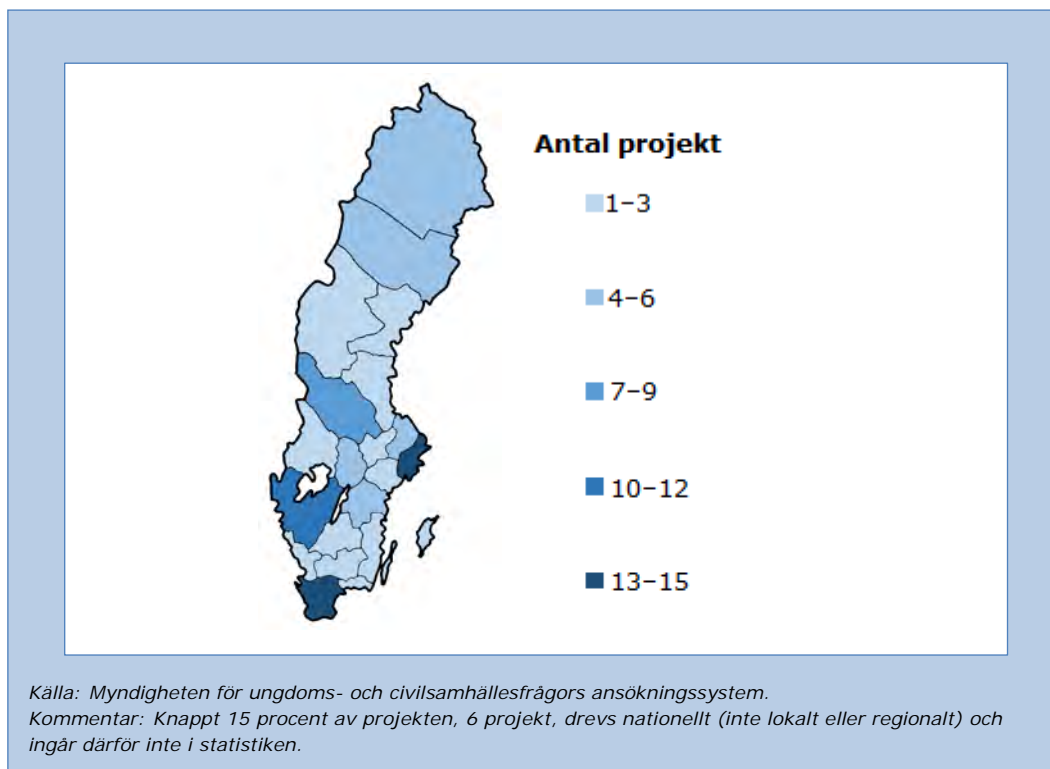 Antal projekt
1–3
4–6
7–9
10–12
13–15
Källa: Myndigheten för ungdoms- och civilsamhällesfrågors ansökningssystem.
Kommentar: Knappt 15 procent av projekten, 6 projekt, drevs nationellt (inte lokalt eller regionalt) och
ingår därför inte i statistiken.